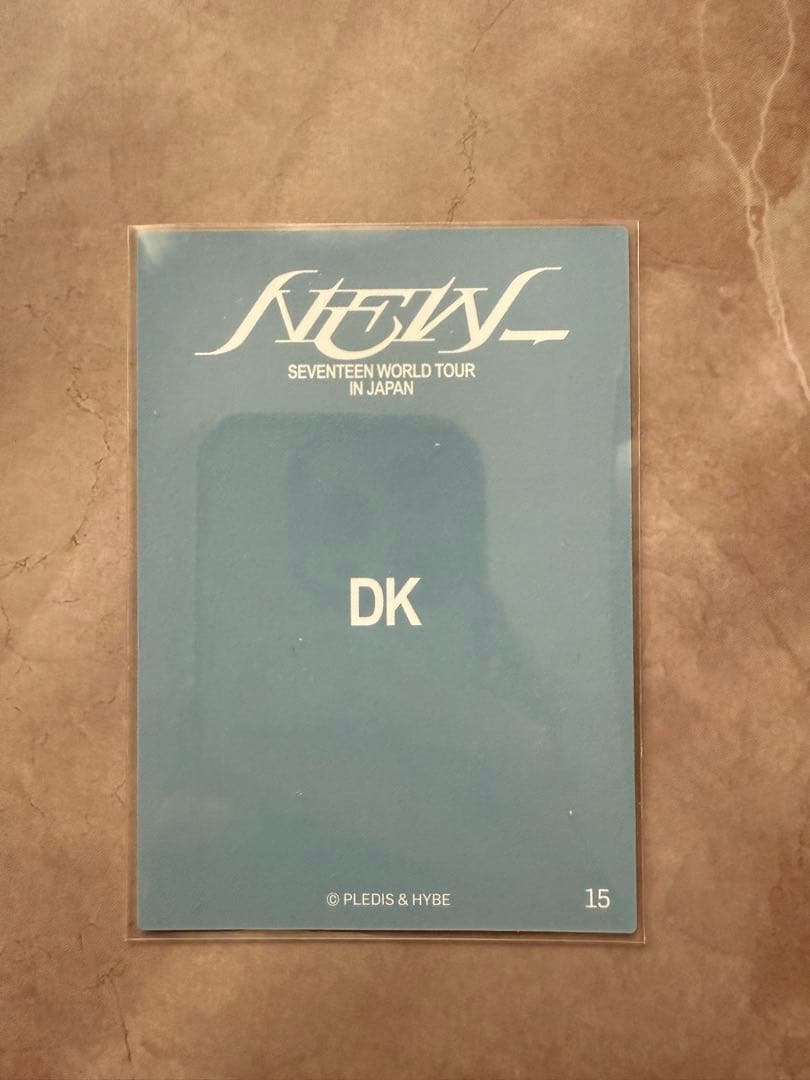 NEW_
SEVENTEEN WORLD TOUR
IN JAPAN
DK
© PLEDIS & HYBE
15